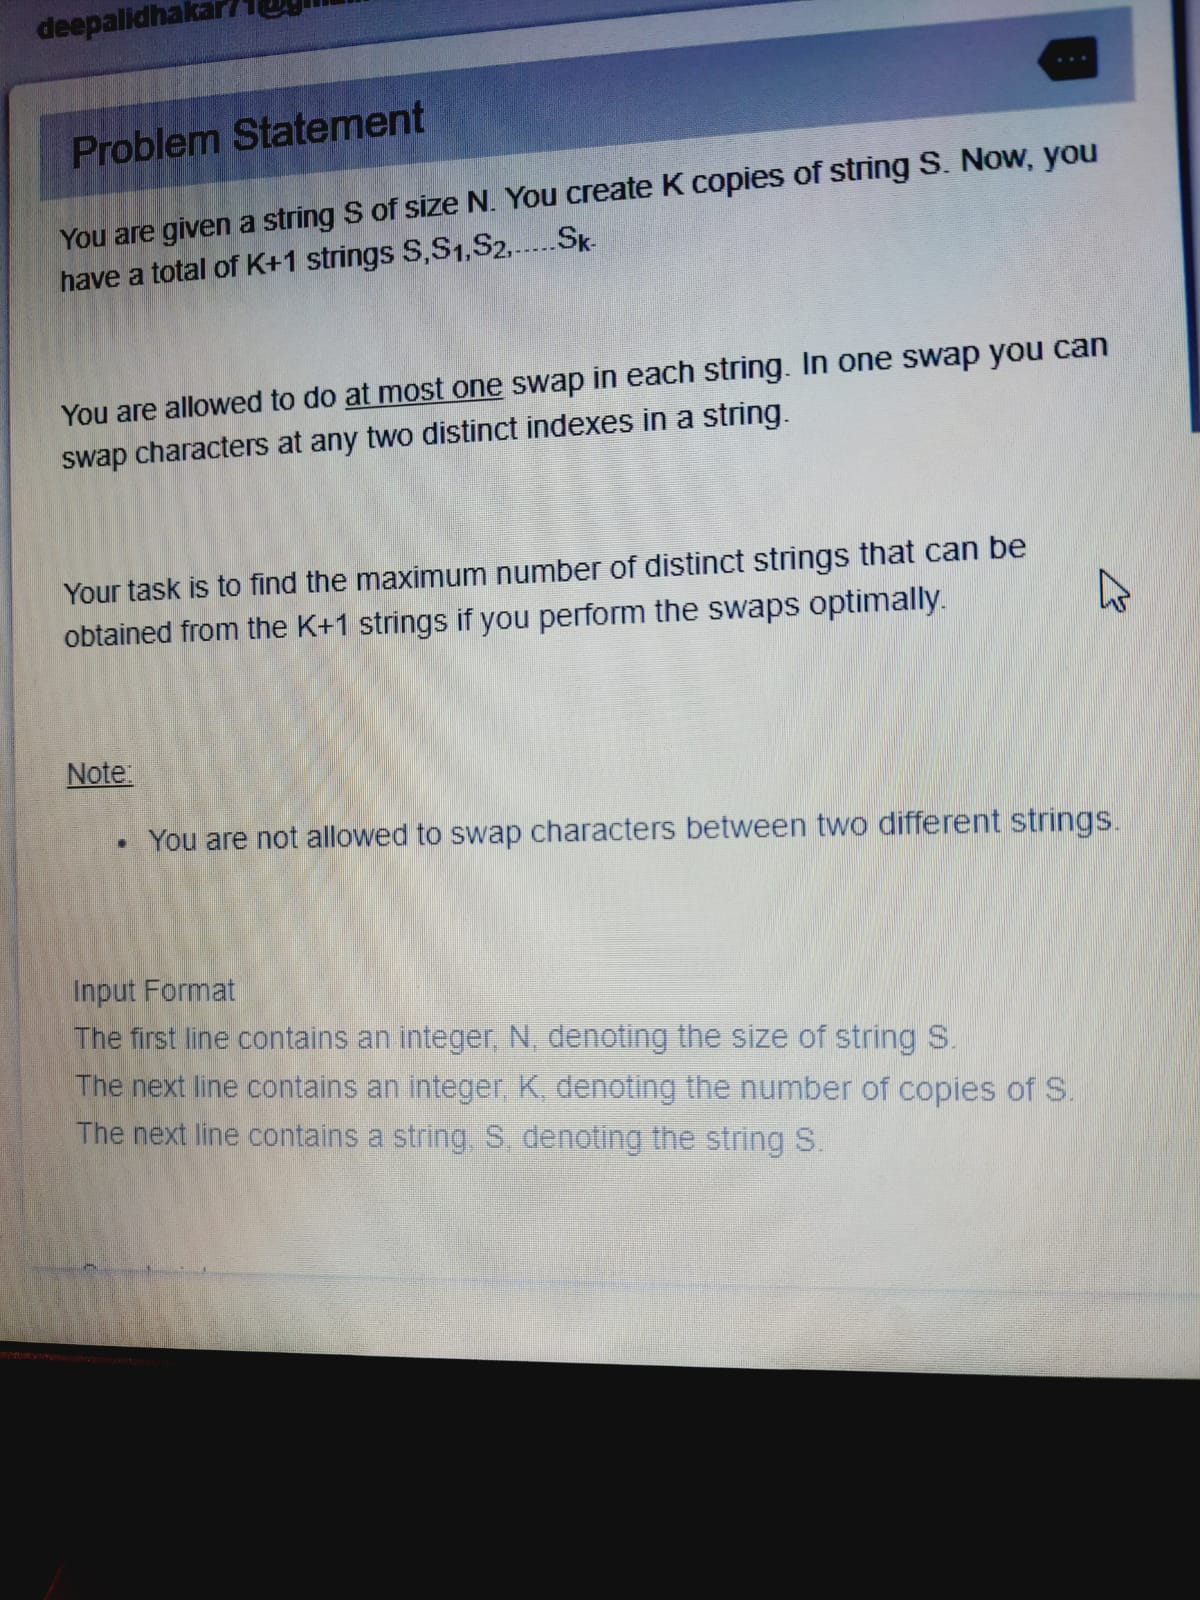 Problem Statement
You are given a string S of size N. You create K copies of string S. Now, you
have a total of K+1 strings S,S1,S2,.....Sk.
You are allowed to do at most one swap in each string. In one swap you can
swap characters at any two distinct indexes in a string.
Your task is to find the maximum number of distinct strings that can be
obtained from the K+1 strings if you perform the swaps optimally.
Note:
• You are not allowed to swap characters between two different strings.
Input Format
The first line contains an integer, N, denoting the size of string S.
The next line contains an integer, K, denoting the number of copies of S.
The next line contains a string, S, denoting the string S.